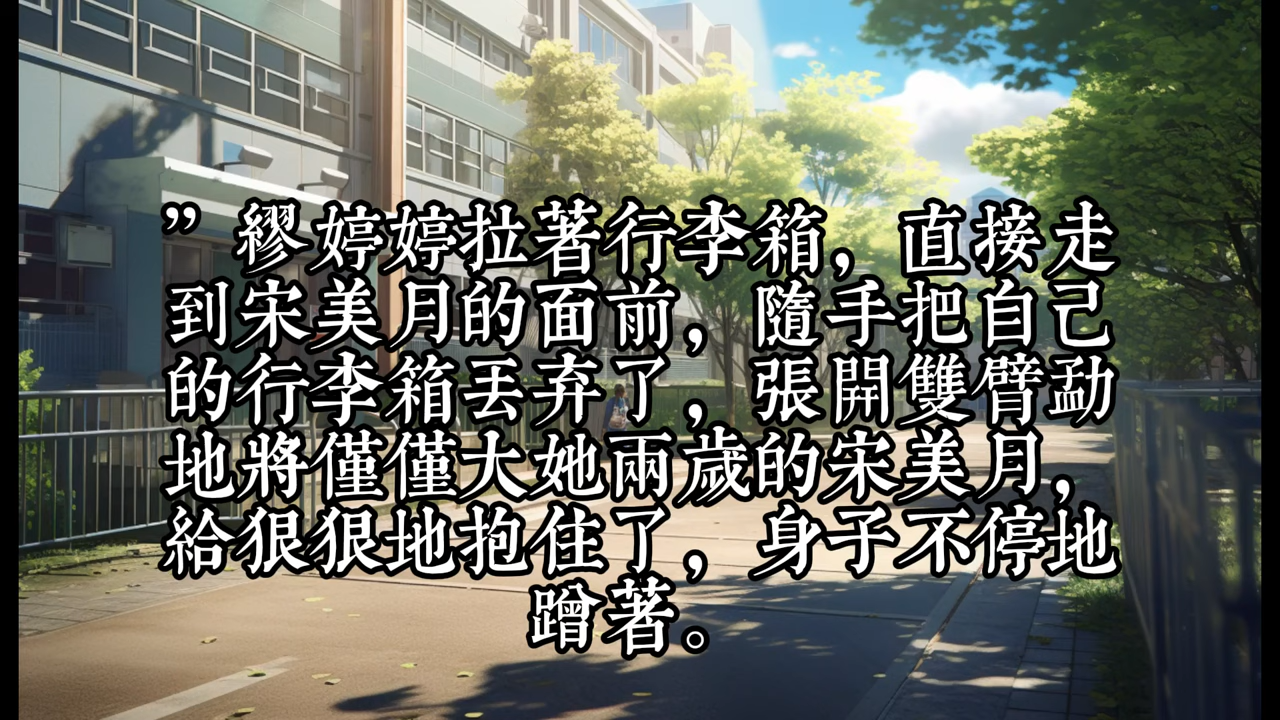 ”繆婷婷拉著行李箱，直接走
到宋美月的面前，隨手把自己
的行李箱丟弃了，張開雙臂勐
地將僅僅大她兩歲的宋美月，
給狠狠地抱住了，身子不停地
蹭著。